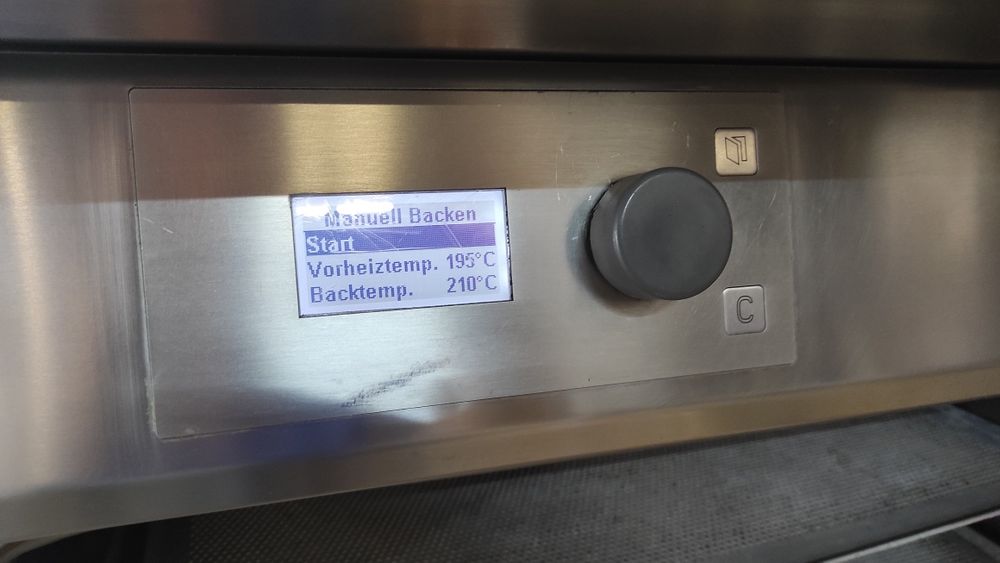 Manuell Backen
Start
Vorheiztemp. 195°C
Backtemp. 210°C
C